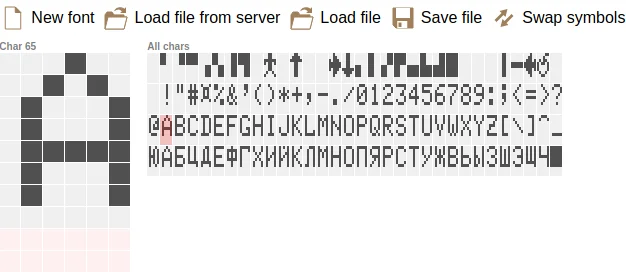 New font Load file from server Load file Save file Swap symbols
Char 65 All chars
!"#¤%&'()*+,-./0123456789:;<=>?
@ABCDEFGHIJKLMNOPQRSTUVWXYZ[\]^_
ЮАБЦДЕФГХИЙКЛМНОПЯРСТУЖВЬЫЗШЭЩЧ